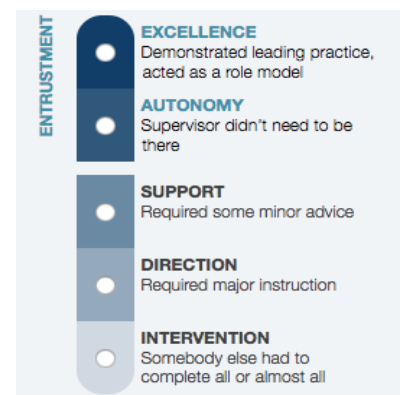 ENTRUSTMENT
EXCELLENCE
Demonstrated leading practice,
acted as a role model
AUTONOMY
Supervisor didn't need to be
there
SUPPORT
Required some minor advice
DIRECTION
Required major instruction
INTERVENTION
Somebody else had to
complete all or almost all